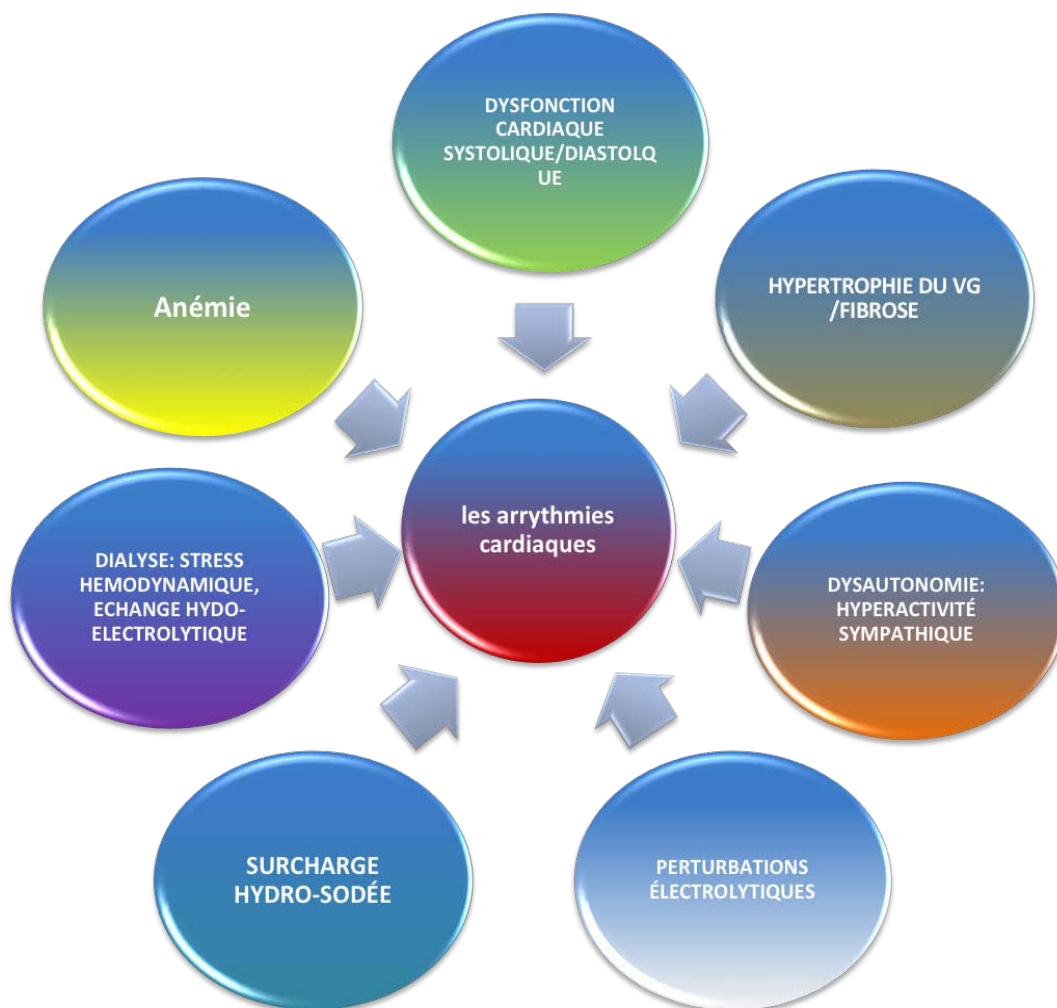 DYSFONCTION
CARDIAQUE
SYSTOLIQUE/DIASTOLQ
UE
HYPERTROPHIE DU VG
/FIBROSE
Anémie
les arrythmies
cardiaques
DIALYSE: STRESS
HEMODYNAMIQUE,
ECHANGE HYDO-
ELECTROLYTIQUE
DYSAUTONOMIE:
HYPERACTIVITÉ
SYMPATHIQUE
SURCHARGE
HYDRO-SODÉE
PERTURBATIONS
ÉLECTROLYTIQUES